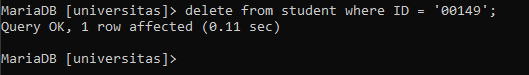 MariaDB [universitas]> delete from student where ID = '00149';
Query OK, 1 row affected (0.11 sec)
MariaDB [universitas]>